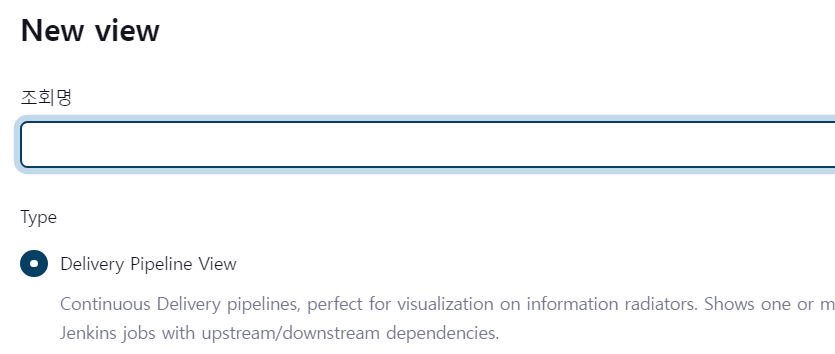 New view
조회명
Type
Delivery Pipeline View
Continuous Delivery pipelines, perfect for visualization on information radiators. Shows one or
Jenkins jobs with upstream/downstream dependencies.